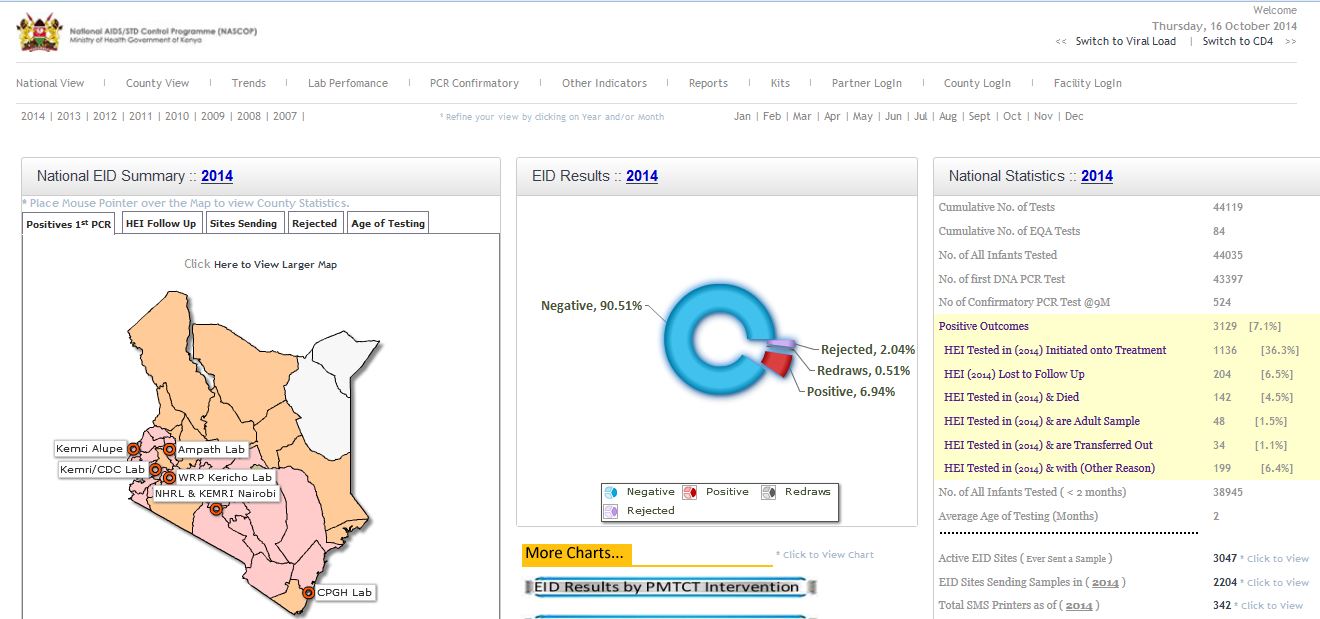 National AIDS/STD Control Programme (NASCOP)
Ministry of Health Government of Kenya
Welcome
Thursday, 16 October 2014
<< Switch to Viral Load | Switch to CD4 >>
National View | County View | Trends | Lab Perfomance | PCR Confirmatory | Other Indicators | Reports | Kits | Partner LogIn | County LogIn | Facility LogIn
2014 | 2013 | 2012 | 2011 | 2010 | 2009 | 2008 | 2007 |
* Refine your view by clicking on Year and/or Month
Jan | Feb | Mar | Apr | May | Jun | Jul | Aug | Sept | Oct | Nov | Dec
National EID Summary :: 2014
* Place Mouse Pointer over the Map to view County Statistics.
Positives 1st PCR
HEI Follow Up
Sites Sending
Rejected
Age of Testing
Click Here to View Larger Map
Kemri Alupe
Ampath Lab
Kemri/CDC Lab
WRP Kericho Lab
NHRL & KEMRI Nairobi
CPGH Lab
EID Results :: 2014
Negative, 90.51%
Rejected, 2.04%
Redraws, 0.51%
Positive, 6.94%
Negative Positive Redraws
Rejected
More Charts...
* Click to View Chart
EID Results by PMTCT Intervention
National Statistics :: 2014
Cumulative No. of Tests 44119
Cumulative No. of EQA Tests 84
No. of All Infants Tested 44035
No. of first DNA PCR Test 43397
No of Confirmatory PCR Test @9M 524
Positive Outcomes 3129 [7.1%]
HEI Tested in (2014) Initiated onto Treatment 1136 [36.3%]
HEI (2014) Lost to Follow Up 204 [6.5%]
HEI Tested in (2014) & Died 142 [4.5%]
HEI Tested in (2014) & are Adult Sample 48 [1.5%]
HEI Tested in (2014) & are Transferred Out 34 [1.1%]
HEI Tested in (2014) & with (Other Reason) 199 [6.4%]
No. of All Infants Tested ( < 2 months) 38945
Average Age of Testing (Months) 2
Active EID Sites ( Ever Sent a Sample ) 3047 * Click to View
EID Sites Sending Samples in ( 2014 ) 2204 * Click to View
Total SMS Printers as of ( 2014 ) 342 * Click to View